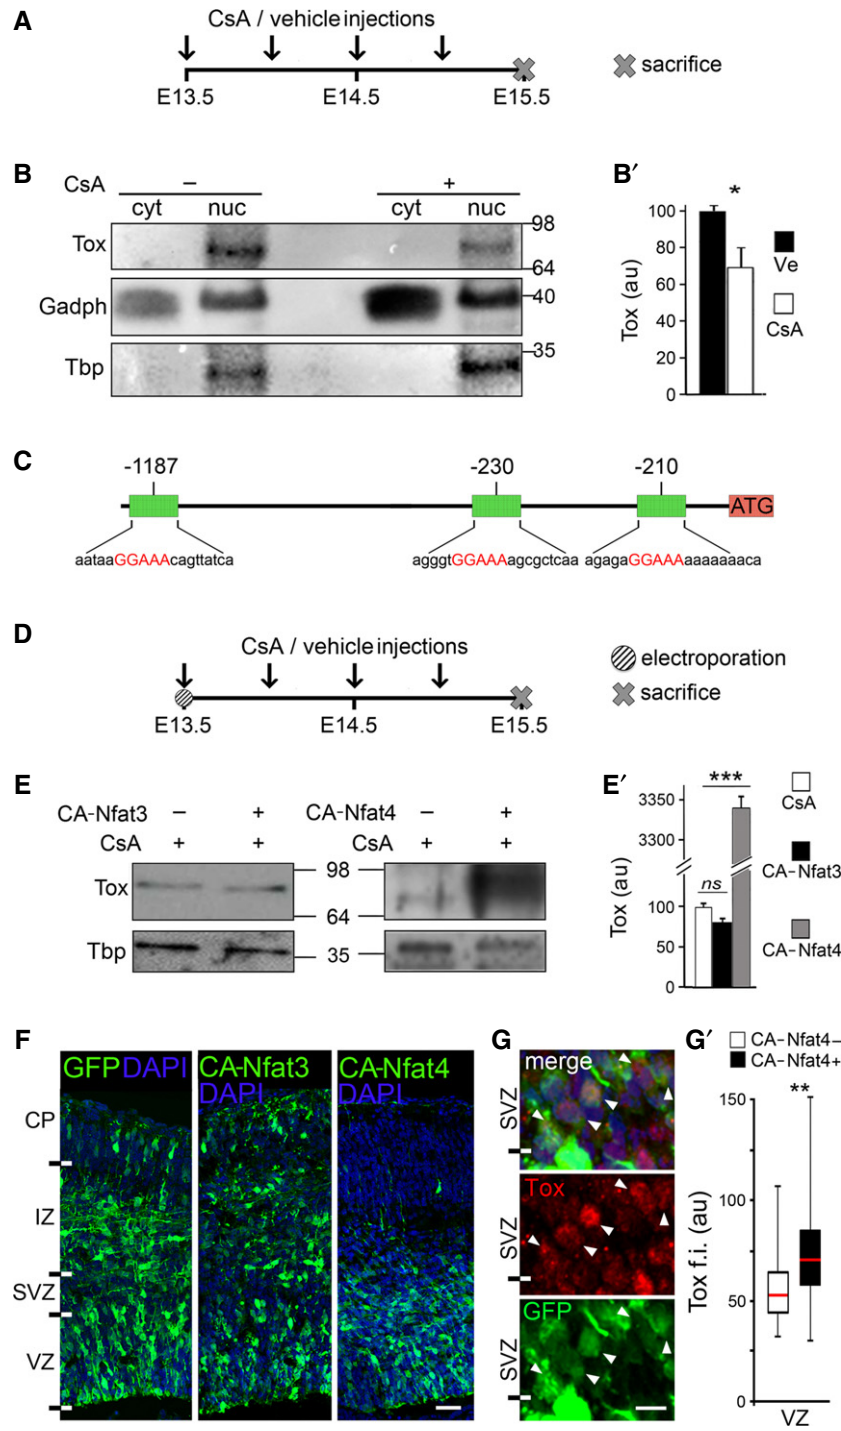 A
CsA / vehicle injections
sacrifice
E13.5 E14.5 E15.5
B
CsA – +
cyt nuc cyt nuc
Tox
98
64
Gadph
40
Tbp
35
B′
*
100
80
60
40
20
0
Tox (au)
Ve
CsA
C
-1187 -230 -210
ATG
aataaGGAAAcagttatca agggtGGAAAagcgctcaa agagaGGAAAaaaaaaaca
D
CsA / vehicle injections
electroporation
sacrifice
E13.5 E14.5 E15.5
E
CA-Nfat3 – + CA-Nfat4 – +
CsA + + CsA + +
Tox
98
64
Tbp
35
E′
***
3350
3300
ns
100
50
0
Tox (au)
CsA
CA-Nfat3
CA-Nfat4
F
GFP DAPI
CA-Nfat3
DAPI
CA-Nfat4
DAPI
CP
IZ
SVZ
VZ
G
merge
SVZ
Tox
SVZ
GFP
SVZ
G′
CA-Nfat4–
CA-Nfat4+
**
150
100
50
0
Tox f.i. (au)
VZ